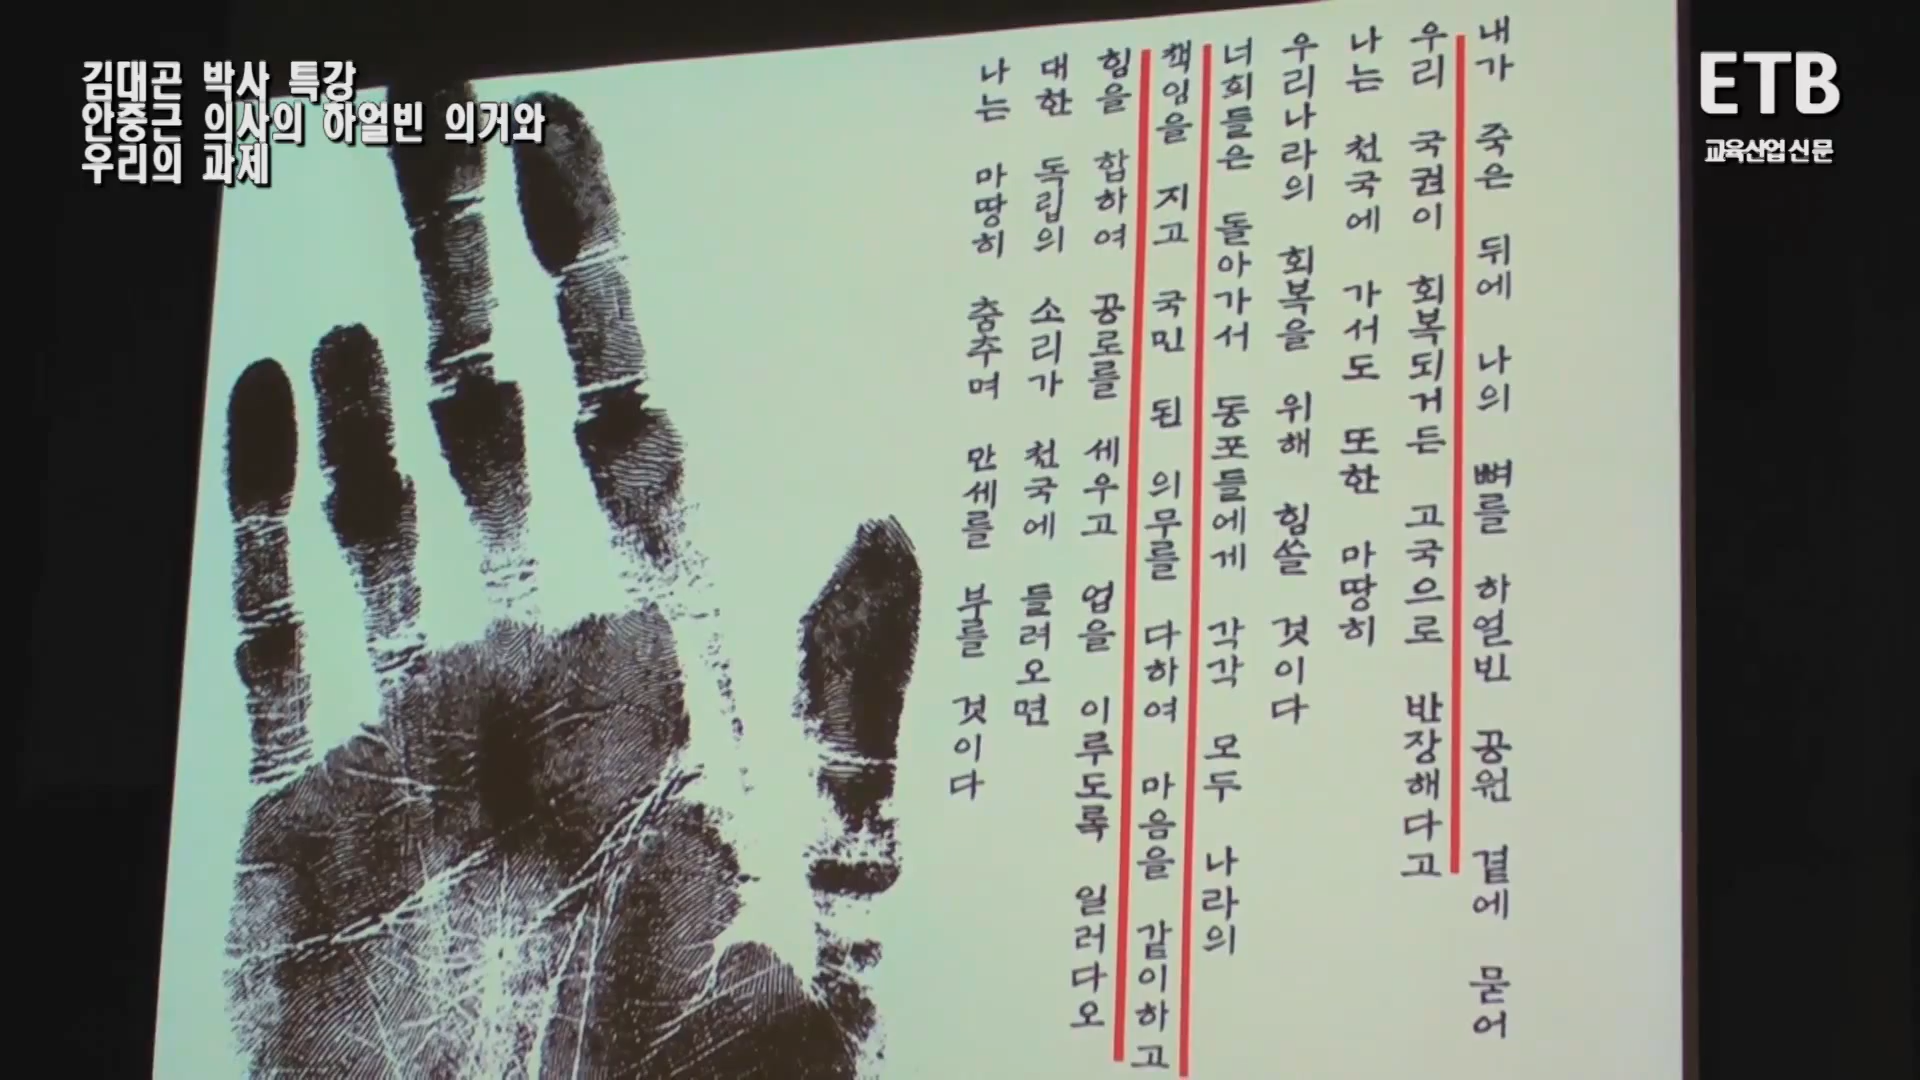 김대곤 박사 특강
안중근 의사의 하얼빈 의거와
우리의 과제
ETB
교육산업신문
내가 죽은 뒤에 나의 뼈를 하얼빈 공원 곁에 묻어
우리 국권이 회복되거든 고국으로 반장해다고
나는 천국에 가서도 또한 마땅히
우리나라의 회복을 위해 힘쓸 것이다
너희들은 돌아가서 동포들에게 각각 모두 나라의
책임을 지고 국민 된 의무를 다하여 마음을 같이하고
힘을 합하여 공로를 세우고 업을 이루도록 일러다오
대한 독립의 소리가 천국에 들려오면
나는 마땅히 춤추며 만세를 부를 것이다